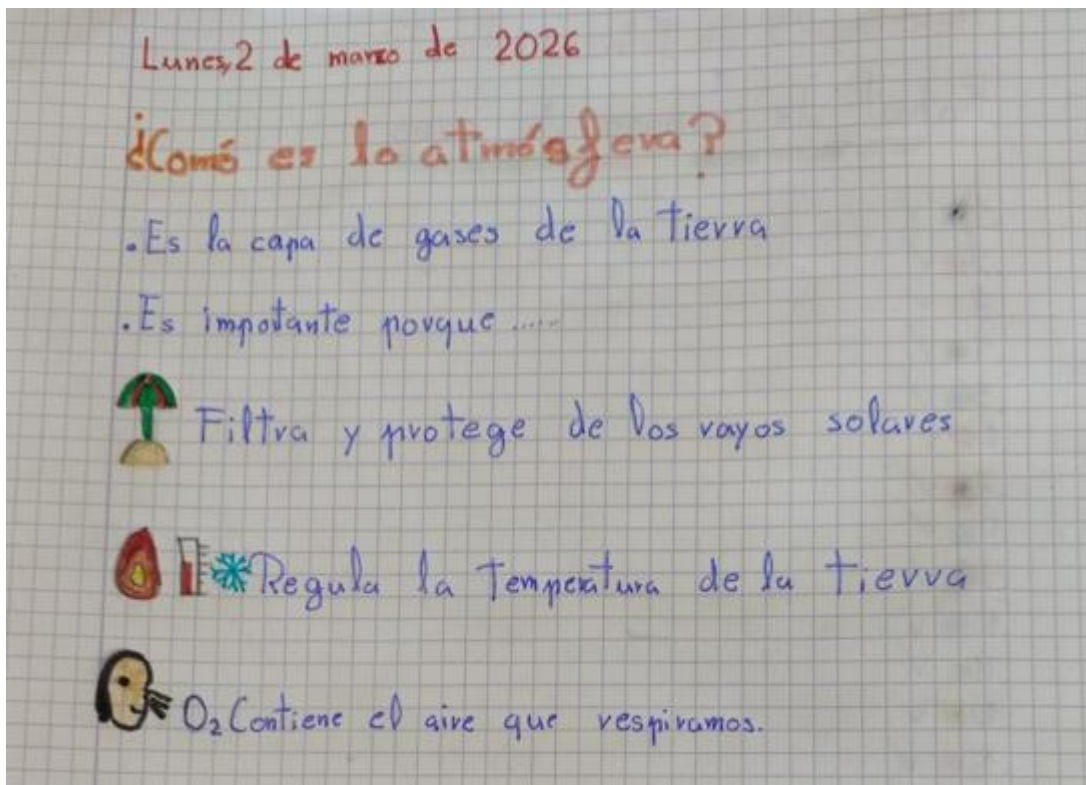 Lunes, 2 de marzo de 2026
¿Comó es la atmósfera?
. Es la capa de gases de la tierra
. Es impotante porque .....
Filtra y protege de los rayos solares
Regula la Temperatura de la tierra
O₂ Contiene el aire que respiramos.